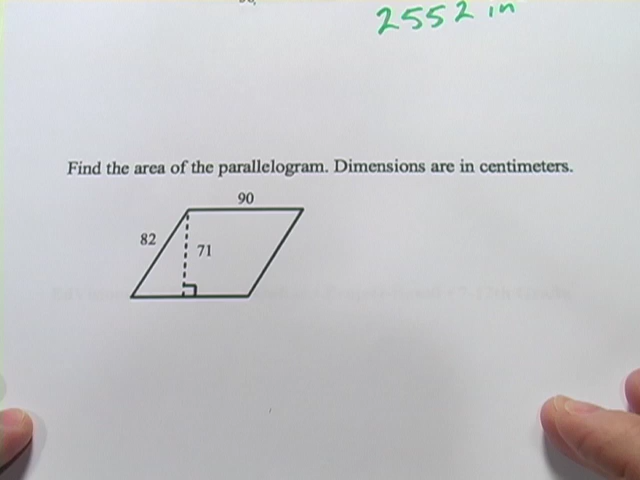 2552 in
Find the area of the parallelogram. Dimensions are in centimeters.
90
82
71